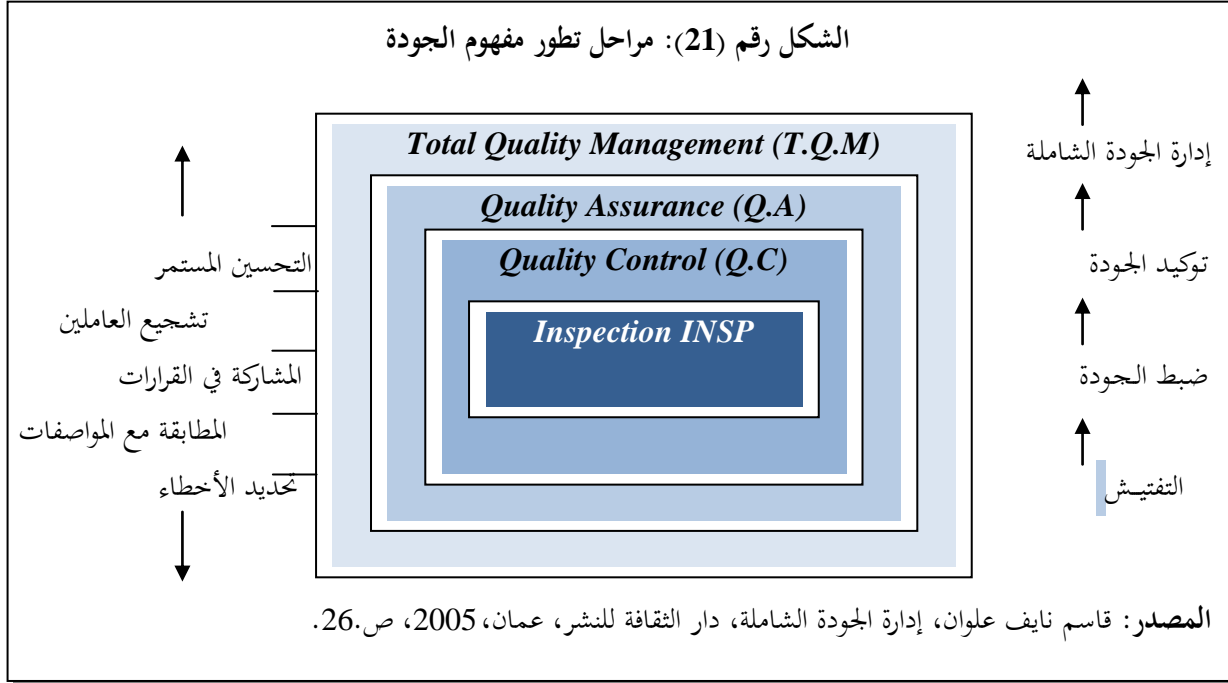 الشكل رقم (21): مراحل تطور مفهوم الجودة
Total Quality Management (T.Q.M)
Quality Assurance (Q.A)
Quality Control (Q.C)
Inspection INSP
إدارة الجودة الشاملة
توكيد الجودة
ضبط الجودة
التفتيـش
التحسين المستمر
تشجيع العاملين
المشاركة في القرارات
المطابقة مع المواصفات
تحديد الأخطاء
المصدر: قاسم نايف علوان، إدارة الجودة الشاملة، دار الثقافة للنشر، عمان، 2005، ص.26.